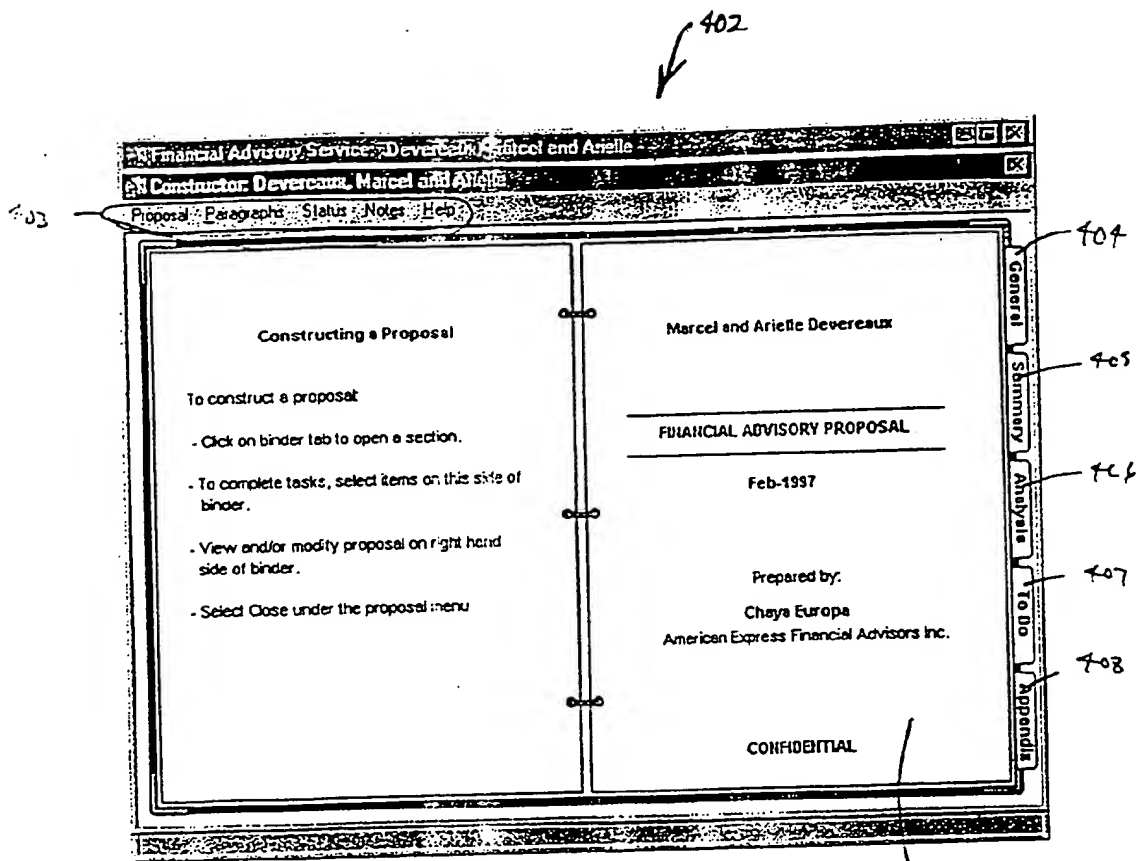 402
Financial Advisory Service - Devereaux, Marcel and Arielle
Constructor: Devereaux, Marcel and Arielle
403
Proposal Paragraphs Status Notes Help
404
General
405
Summary
406
Analysis
407
To Do
408
Appendix
Constructing a Proposal
To construct a proposal:
- Click on binder tab to open a section.
- To complete tasks, select items on this side of
binder.
- View and/or modify proposal on right hand
side of binder.
- Select Close under the proposal menu
Marcel and Arielle Devereaux
FINANCIAL ADVISORY PROPOSAL
Feb-1997
Prepared by:
Chaya Europa
American Express Financial Advisors Inc.
CONFIDENTIAL